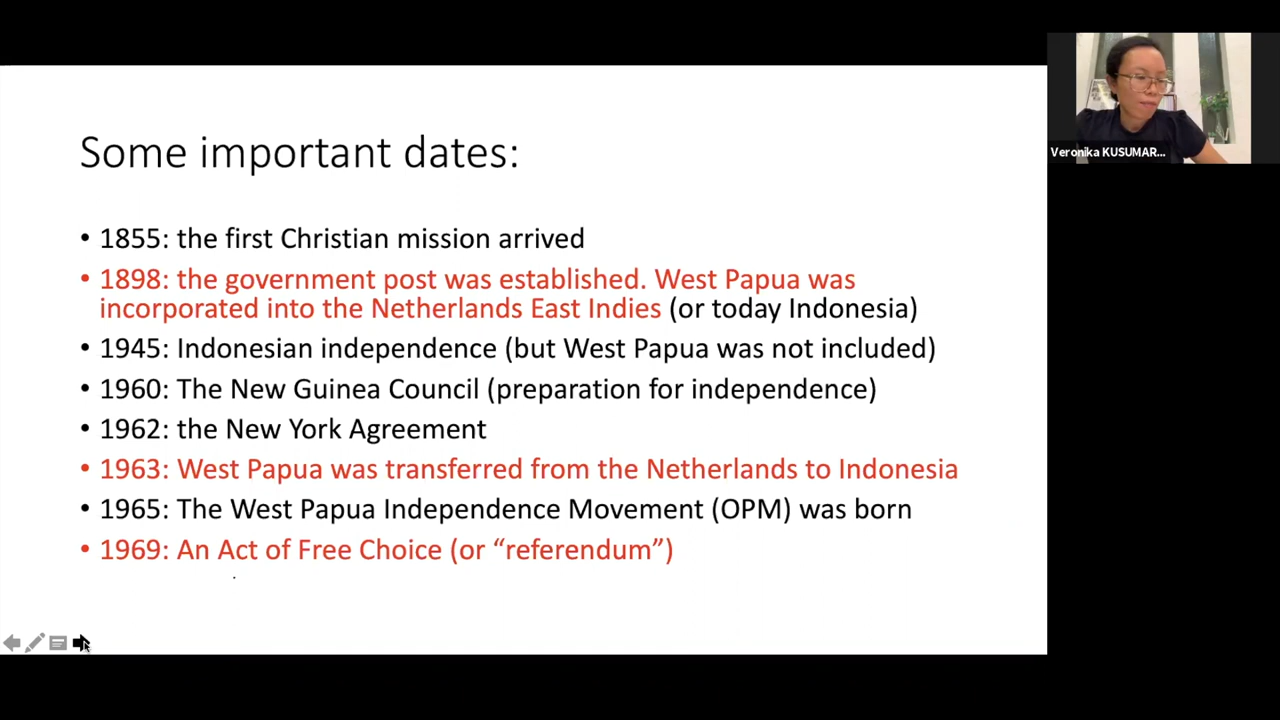 Some important dates:
• 1855: the first Christian mission arrived
• 1898: the government post was established. West Papua was
incorporated into the Netherlands East Indies (or today Indonesia)
• 1945: Indonesian independence (but West Papua was not included)
• 1960: The New Guinea Council (preparation for independence)
• 1962: the New York Agreement
• 1963: West Papua was transferred from the Netherlands to Indonesia
• 1965: The West Papua Independence Movement (OPM) was born
• 1969: An Act of Free Choice (or “referendum”)
Veronika KUSUMAR...